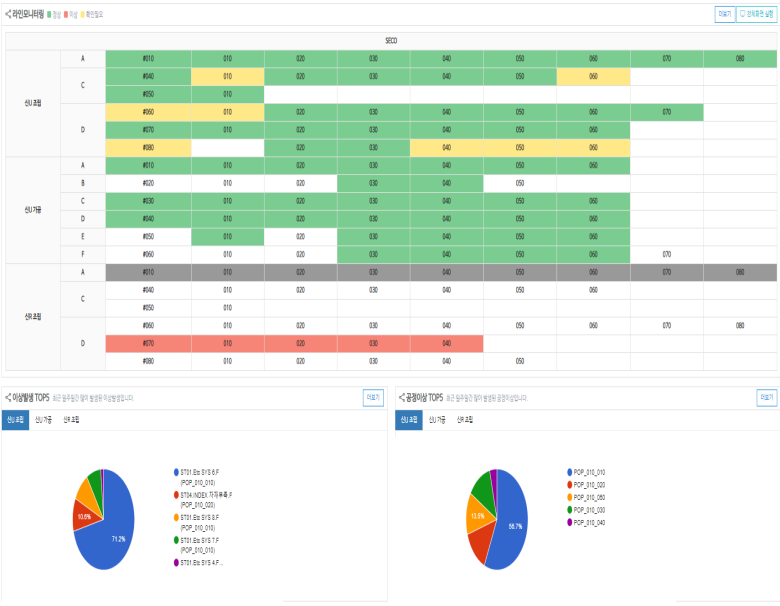 라인모니터링 정상 이상 확인필요
더보기 전체화면 실행
SECO
신U 조립
A #010 010 020 030 040 050 060 070 080
C #040 010 020 030 040 050 060
#050 010
D #060 010 020 030 040 050 060 070
#070 010 020 030 040 050 060
#080 020 030 040 050 060
신U 가공
A #010 010 020 030 040 050 060
B #020 010 020 030 040 050
C #030 010 020 030 040 050 060
D #040 010 020 030 040 050 060
E #050 010 020 030 040 050 060
F #060 010 020 030 040 050 060 070
신R 조립
A #010 010 020 030 040 050 060 070 080
C #040 010 020 030 040 050 060
#050 010
#060 010 020 030 040 050 060 070 080
D #070 010 020 030 040
#080 010 020 030 040 050
이상발생 TOP5 최근 일주일간 많이 발생된 이상발생입니다.
더보기
신U 조립 신U 가공 신R 조립
71.2%
10.6%
ST01.Etc SYS 6.F
(POP_010_010)
ST04.INDEX F
(POP_010_020)
ST01.Etc SYS 8.F
(POP_010_010)
ST01.Etc SYS 7.F
(POP_010_010)
ST01.Etc SYS 4.F...
공정이상 TOP5 최근 일주일간 많이 발생된 공정이상입니다.
더보기
신U 조립 신U 가공 신R 조립
13.5%
POP_010_010
POP_010_020
POP_010_060
POP_010_030
POP_010_040